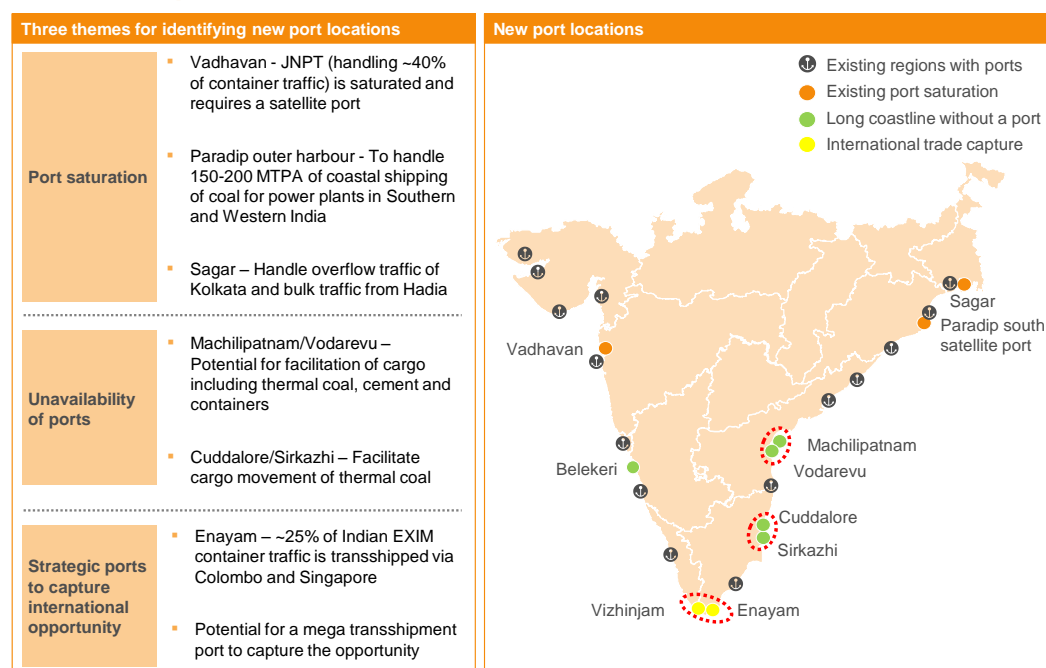 Three themes for identifying new port locations
Port saturation
Vadhavan - JNPT (handling ~40%
of container traffic) is saturated and
requires a satellite port
Paradip outer harbour - To handle
150-200 MTPA of coastal shipping
of coal for power plants in Southern
and Western India
Sagar – Handle overflow traffic of
Kolkata and bulk traffic from Hadia
Unavailability
of ports
Machilipatnam/Vodarevu –
Potential for facilitation of cargo
including thermal coal, cement and
containers
Cuddalore/Sirkazhi – Facilitate
cargo movement of thermal coal
Strategic ports
to capture
international
opportunity
Enayam – ~25% of Indian EXIM
container traffic is transshipped via
Colombo and Singapore
Potential for a mega transshipment
port to capture the opportunity
New port locations
Existing regions with ports
Existing port saturation
Long coastline without a port
International trade capture
Sagar
Paradip south
satellite port
Vadhavan
Machilipatnam
Belekeri
Vodarevu
Cuddalore
Sirkazhi
Vizhinjam
Enayam